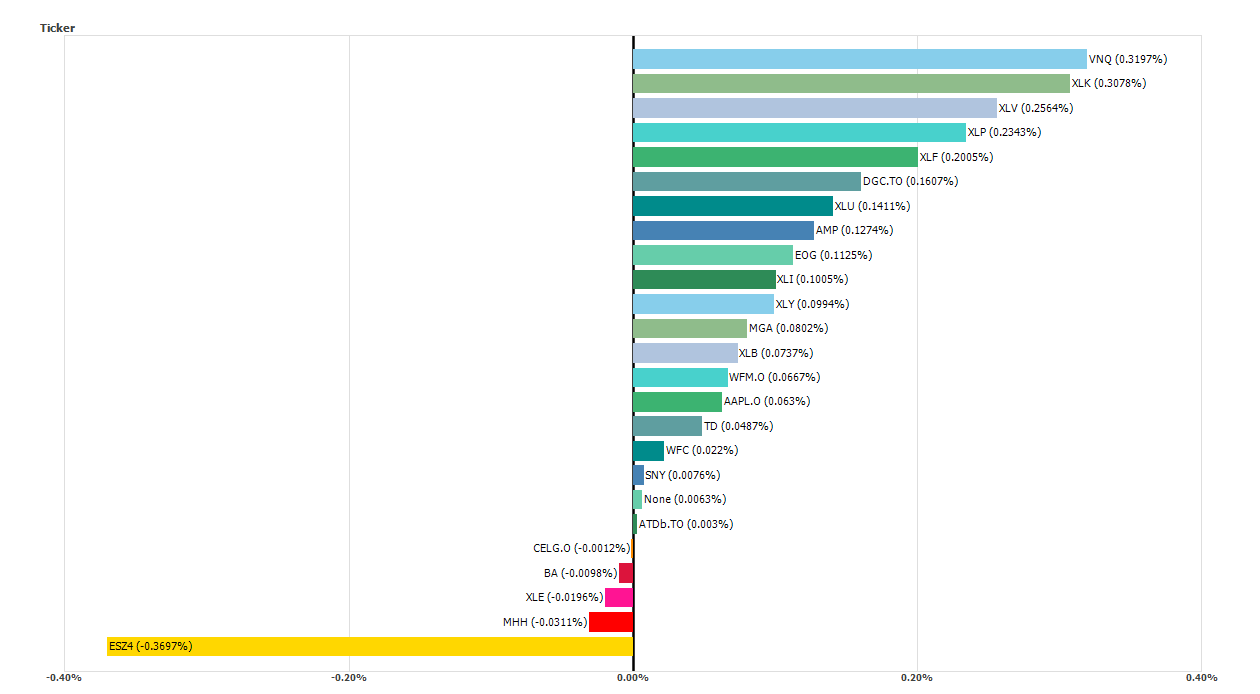 Ticker
VNQ (0.3197%)
XLK (0.3078%)
XLV (0.2564%)
XLP (0.2343%)
XLF (0.2005%)
DGC.TO (0.1607%)
XLU (0.1411%)
AMP (0.1274%)
EOG (0.1125%)
XLI (0.1005%)
XLY (0.0994%)
MGA (0.0802%)
XLB (0.0737%)
WFM.O (0.0667%)
AAPL.O (0.063%)
TD (0.0487%)
WFC (0.022%)
SNY (0.0076%)
None (0.0063%)
ATDb.TO (0.003%)
CELG.O (-0.0012%)
BA (-0.0098%)
XLE (-0.0196%)
MHH (-0.0311%)
ESZ4 (-0.3697%)
-0.40% -0.20% 0.00% 0.20% 0.40%